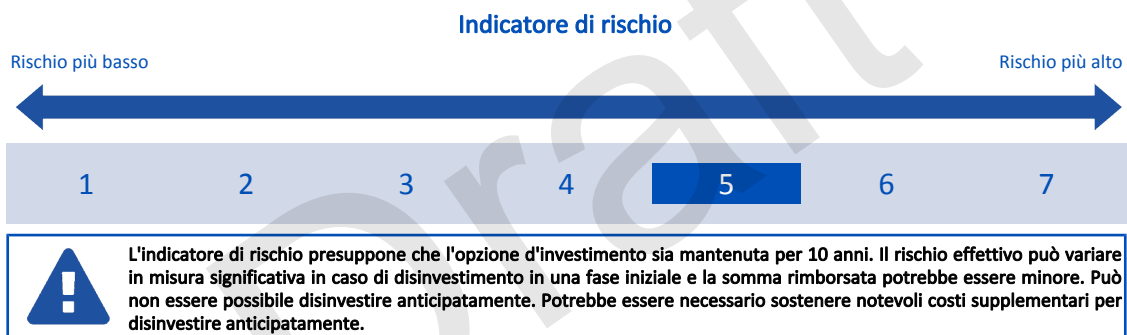 Indicatore di rischio
Rischio più basso
Rischio più alto
1 2 3 4 5 6 7
L'indicatore di rischio presuppone che l'opzione d'investimento sia mantenuta per 10 anni. Il rischio effettivo può variare
in misura significativa in caso di disinvestimento in una fase iniziale e la somma rimborsata potrebbe essere minore. Può
non essere possibile disinvestire anticipatamente. Potrebbe essere necessario sostenere notevoli costi supplementari per
disinvestire anticipatamente.
Draft